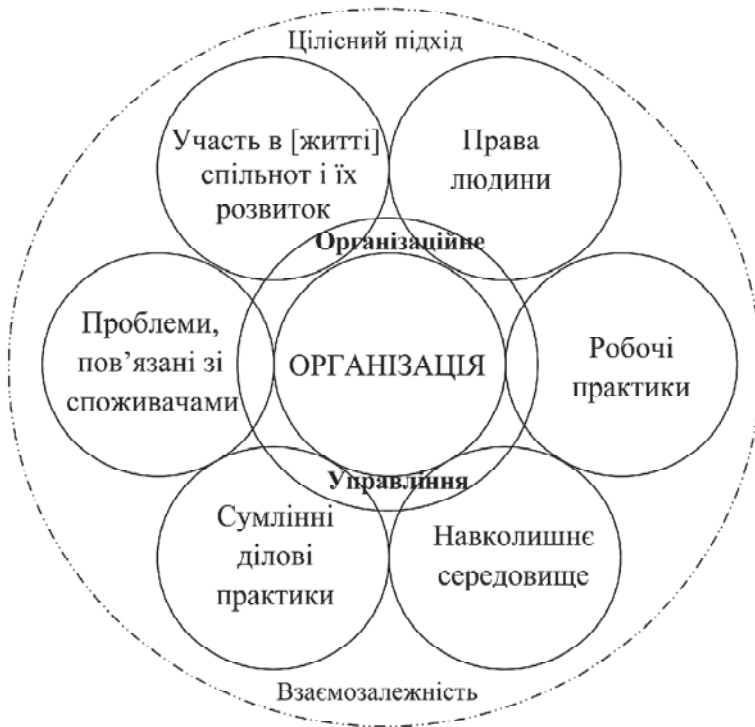 Цілісний підхід
Участь в [житті]
спільнот і їх
розвиток
Права
людини
Організаційне
Проблеми,
пов’язані зі
споживачами
ОРГАНІЗАЦІЯ
Робочі
практики
Управління
Сумлінні
ділові
практики
Навколишнє
середовище
Взаємозалежність